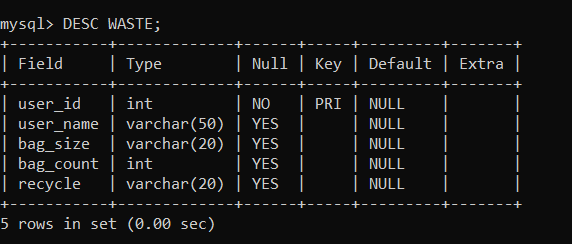 mysql> DESC WASTE;
+-----------+-------------+------+-----+---------+-------+
| Field     | Type        | Null | Key | Default | Extra |
+-----------+-------------+------+-----+---------+-------+
| user_id   | int         | NO   | PRI | NULL    |       |
| user_name | varchar(50) | YES  |     | NULL    |       |
| bag_size  | varchar(20) | YES  |     | NULL    |       |
| bag_count | int         | YES  |     | NULL    |       |
| recycle   | varchar(20) | YES  |     | NULL    |       |
+-----------+-------------+------+-----+---------+-------+
5 rows in set (0.00 sec)